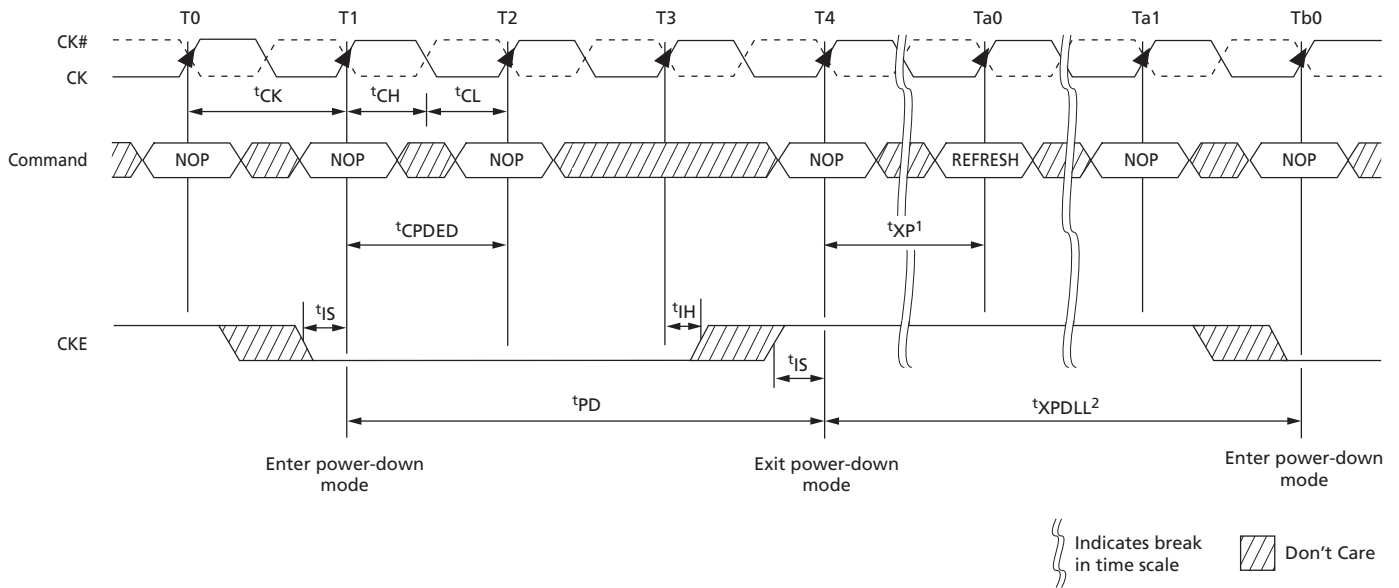 T0 T1 T2 T3 T4 Ta0 Ta1 Tb0
CK#
CK
tCK tCH tCL
Command NOP NOP NOP NOP REFRESH NOP NOP
tCPDED tXP1
tIS tIH
CKE
tIS
tPD tXPDLL2
Enter power-down
mode
Exit power-down
mode
Enter power-down
mode
Indicates break
in time scale
Don't Care